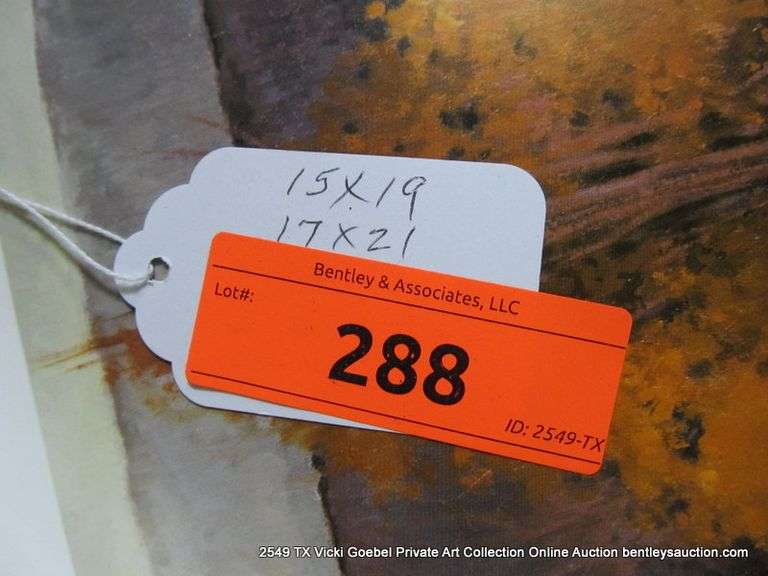 15X19
17X21
Bentley & Associates, LLC
Lot#:
288
ID: 2549-TX
2549 TX Vicki Goebel Private Art Collection Online Auction bentleysauction.com